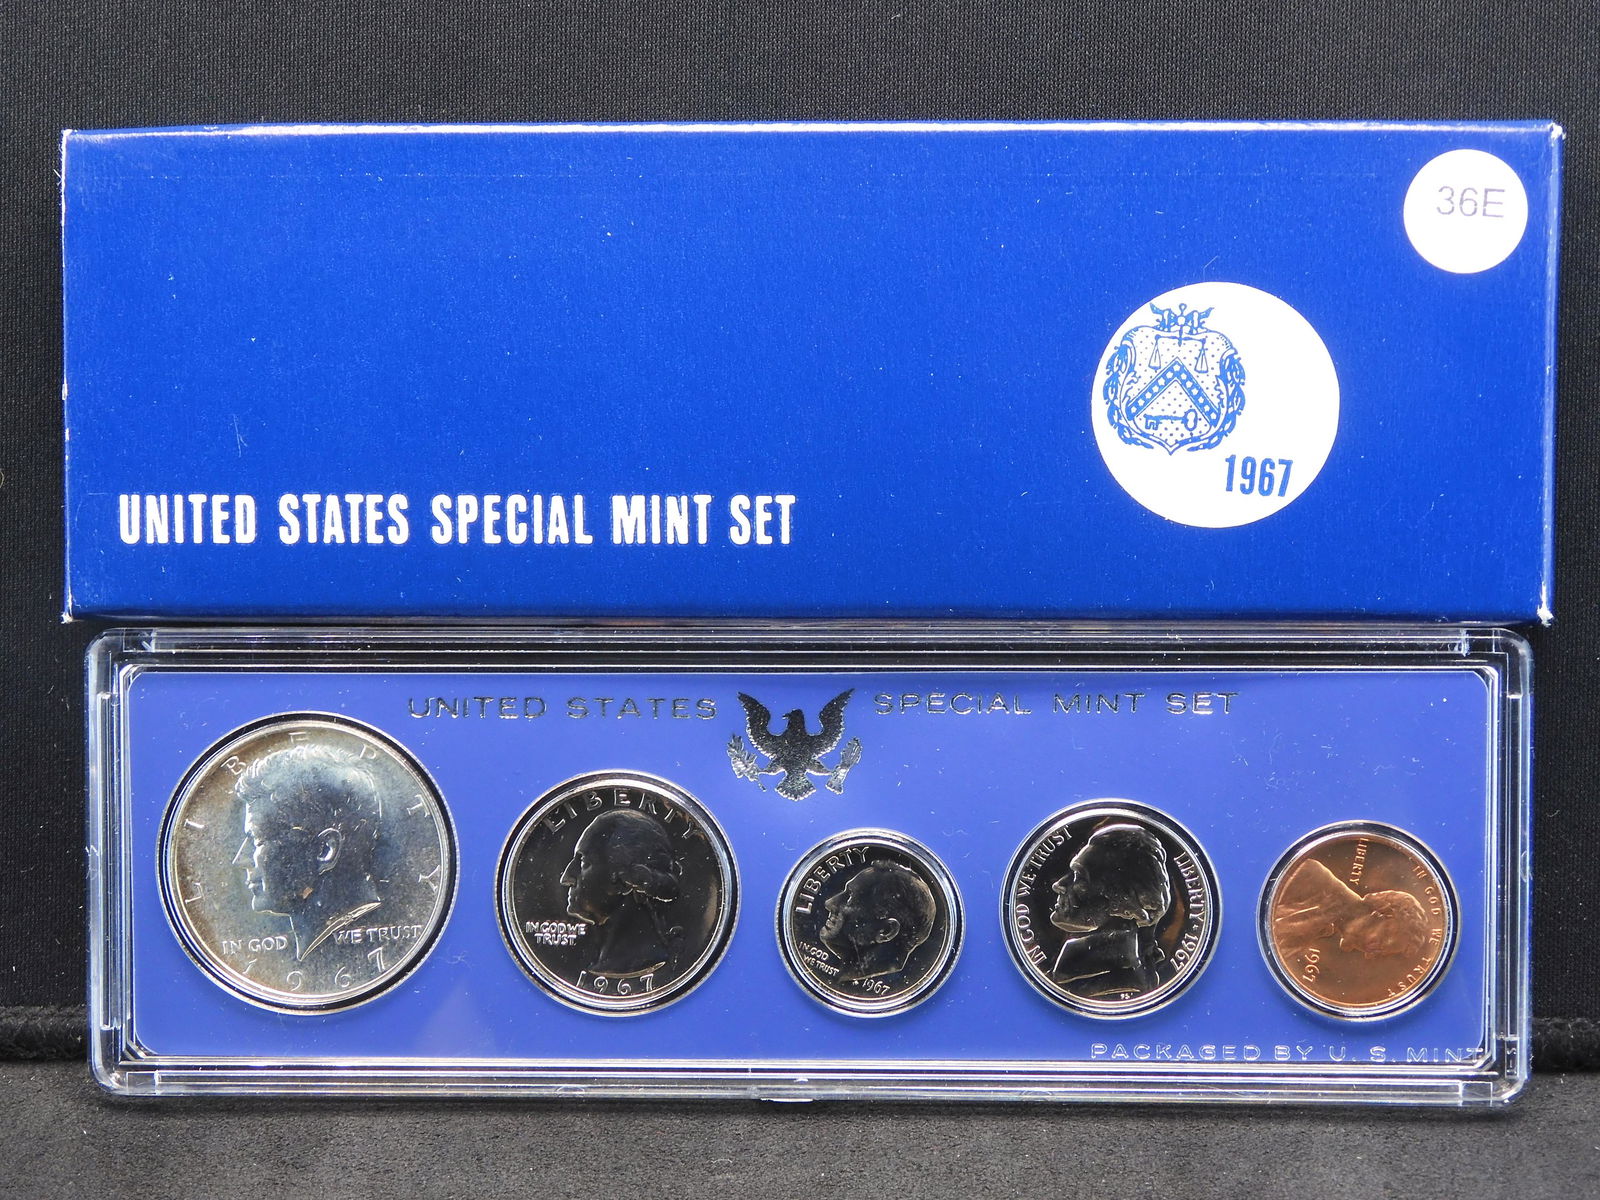 36E
1967
UNITED STATES SPECIAL MINT SET
UNITED STATES SPECIAL MINT SET
LIBERTY
IN GOD WE TRUST
1967
LIBERTY
IN GOD WE
TRUST
1967
LIBERTY
IN GOD
WE TRUST
1967
IN GOD WE TRUST
LIBERTY • 1967
IN GOD WE TRUST
LIBERTY
1967
PACKAGED BY U.S. MINT